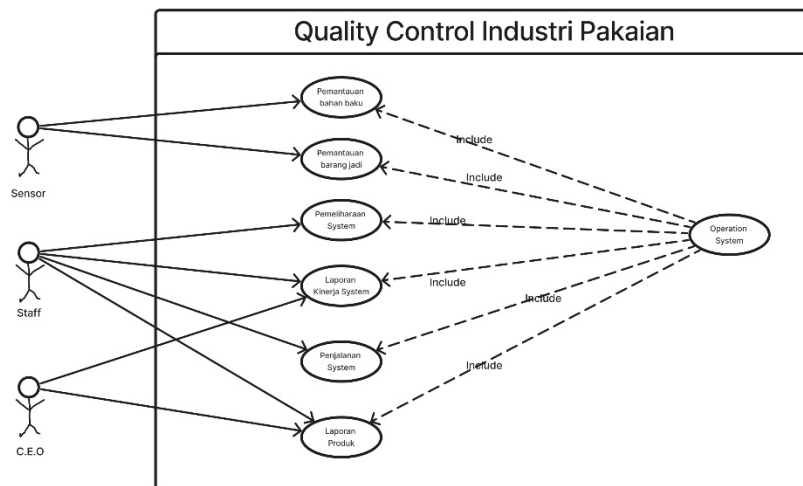 Quality Control Industri Pakaian
Pemantauan
bahan baku
Include
Sensor
Pemantauan
barang jadi
Include
Pemeliharaan
System
Include
Operation
System
Staff
Laporan
Kinerja System
Include
Include
Penjalanan
System
Include
C.E.O
Laporan
Produk